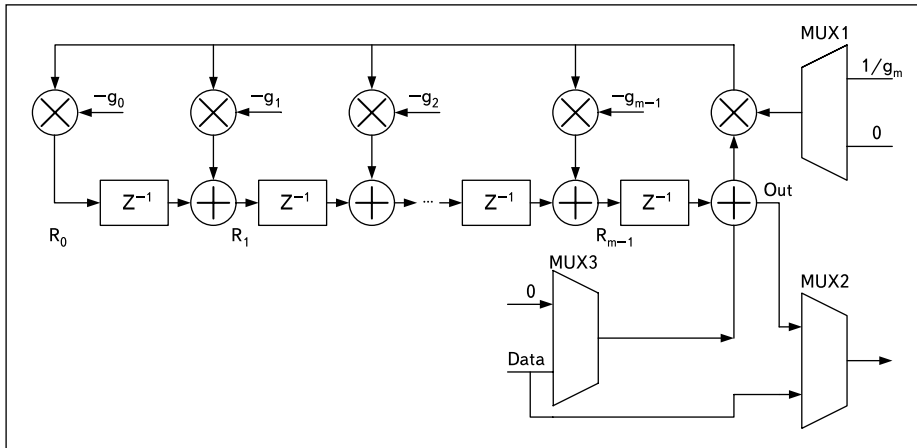 MUX1
1/gₘ
–g₀
–g₁
–g₂
–gₘ₋₁
0
Z⁻¹
Z⁻¹
...
Z⁻¹
Z⁻¹
Out
R₀
R₁
Rₘ₋₁
MUX3
MUX2
0
Data